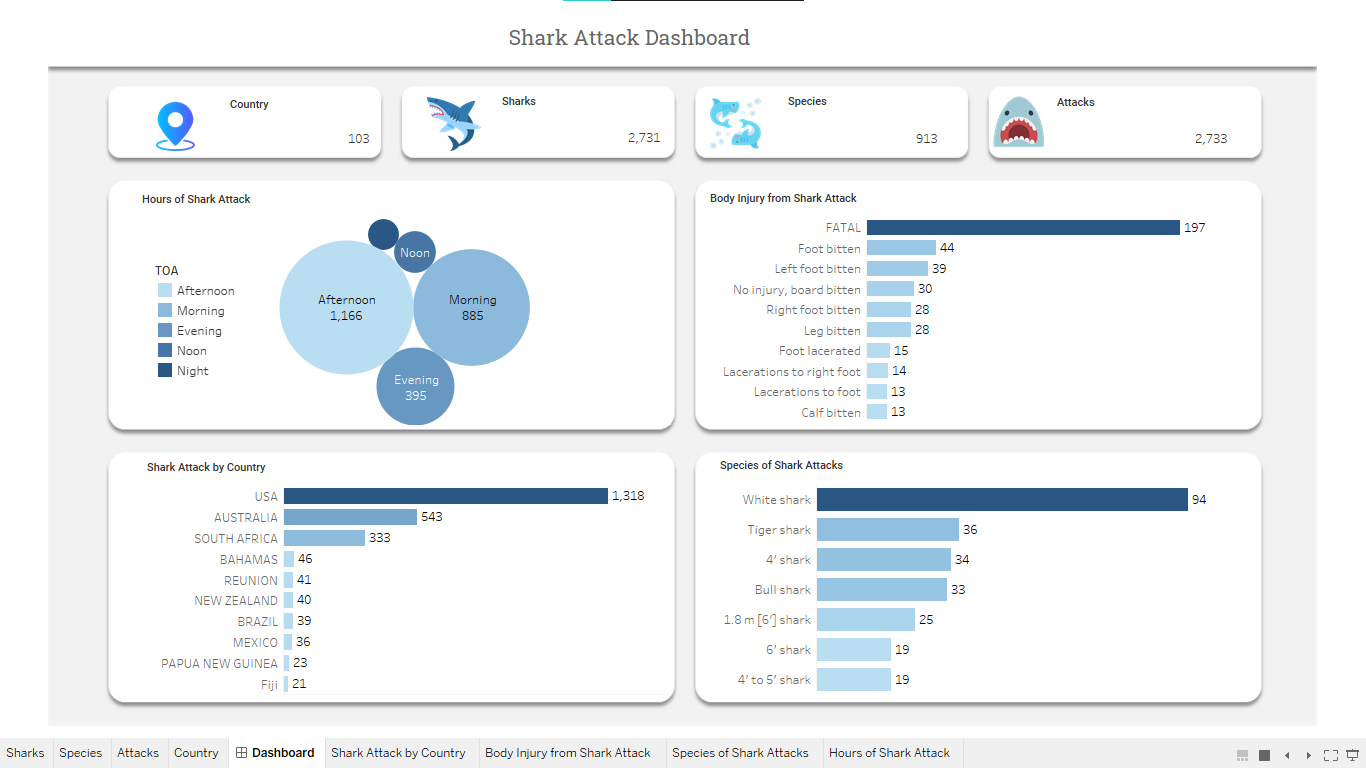 Shark Attack Dashboard
Country
103
Sharks
2,731
Species
913
Attacks
2,733
Hours of Shark Attack
TOA
Afternoon
Morning
Evening
Noon
Night
Noon
Afternoon
1,166
Morning
885
Evening
395
Body Injury from Shark Attack
FATAL 197
Foot bitten 44
Left foot bitten 39
No injury, board bitten 30
Right foot bitten 28
Leg bitten 28
Foot lacerated 15
Lacerations to right foot 14
Lacerations to foot 13
Calf bitten 13
Shark Attack by Country
USA 1,318
AUSTRALIA 543
SOUTH AFRICA 333
BAHAMAS 46
REUNION 41
NEW ZEALAND 40
BRAZIL 39
MEXICO 36
PAPUA NEW GUINEA 23
Fiji 21
Species of Shark Attacks
White shark 94
Tiger shark 36
4' shark 34
Bull shark 33
1.8 m [6'] shark 25
6' shark 19
4' to 5' shark 19
Sharks Species Attacks Country Dashboard Shark Attack by Country Body Injury from Shark Attack Species of Shark Attacks Hours of Shark Attack